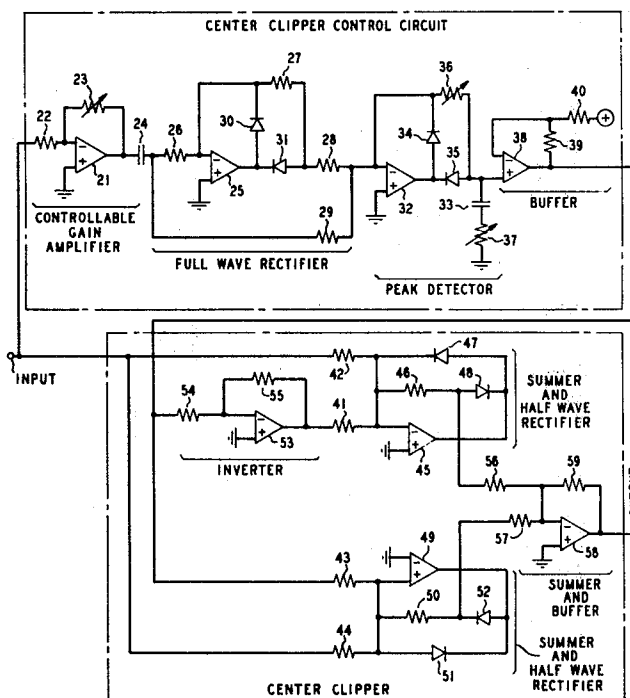 CENTER CLIPPER CONTROL CIRCUIT
23
22
24
21
CONTROLLABLE
GAIN
AMPLIFIER
27
26
30
31
28
25
29
FULL WAVE RECTIFIER
36
34
35
32
33
37
PEAK DETECTOR
40
38
39
BUFFER
INPUT
42
47
46
48
SUMMER
AND
HALF WAVE
RECTIFIER
54
55
41
53
45
INVERTER
56
59
57
58
SUMMER
AND
BUFFER
43
49
50
52
44
51
SUMMER
AND
HALF WAVE
RECTIFIER
CENTER CLIPPER